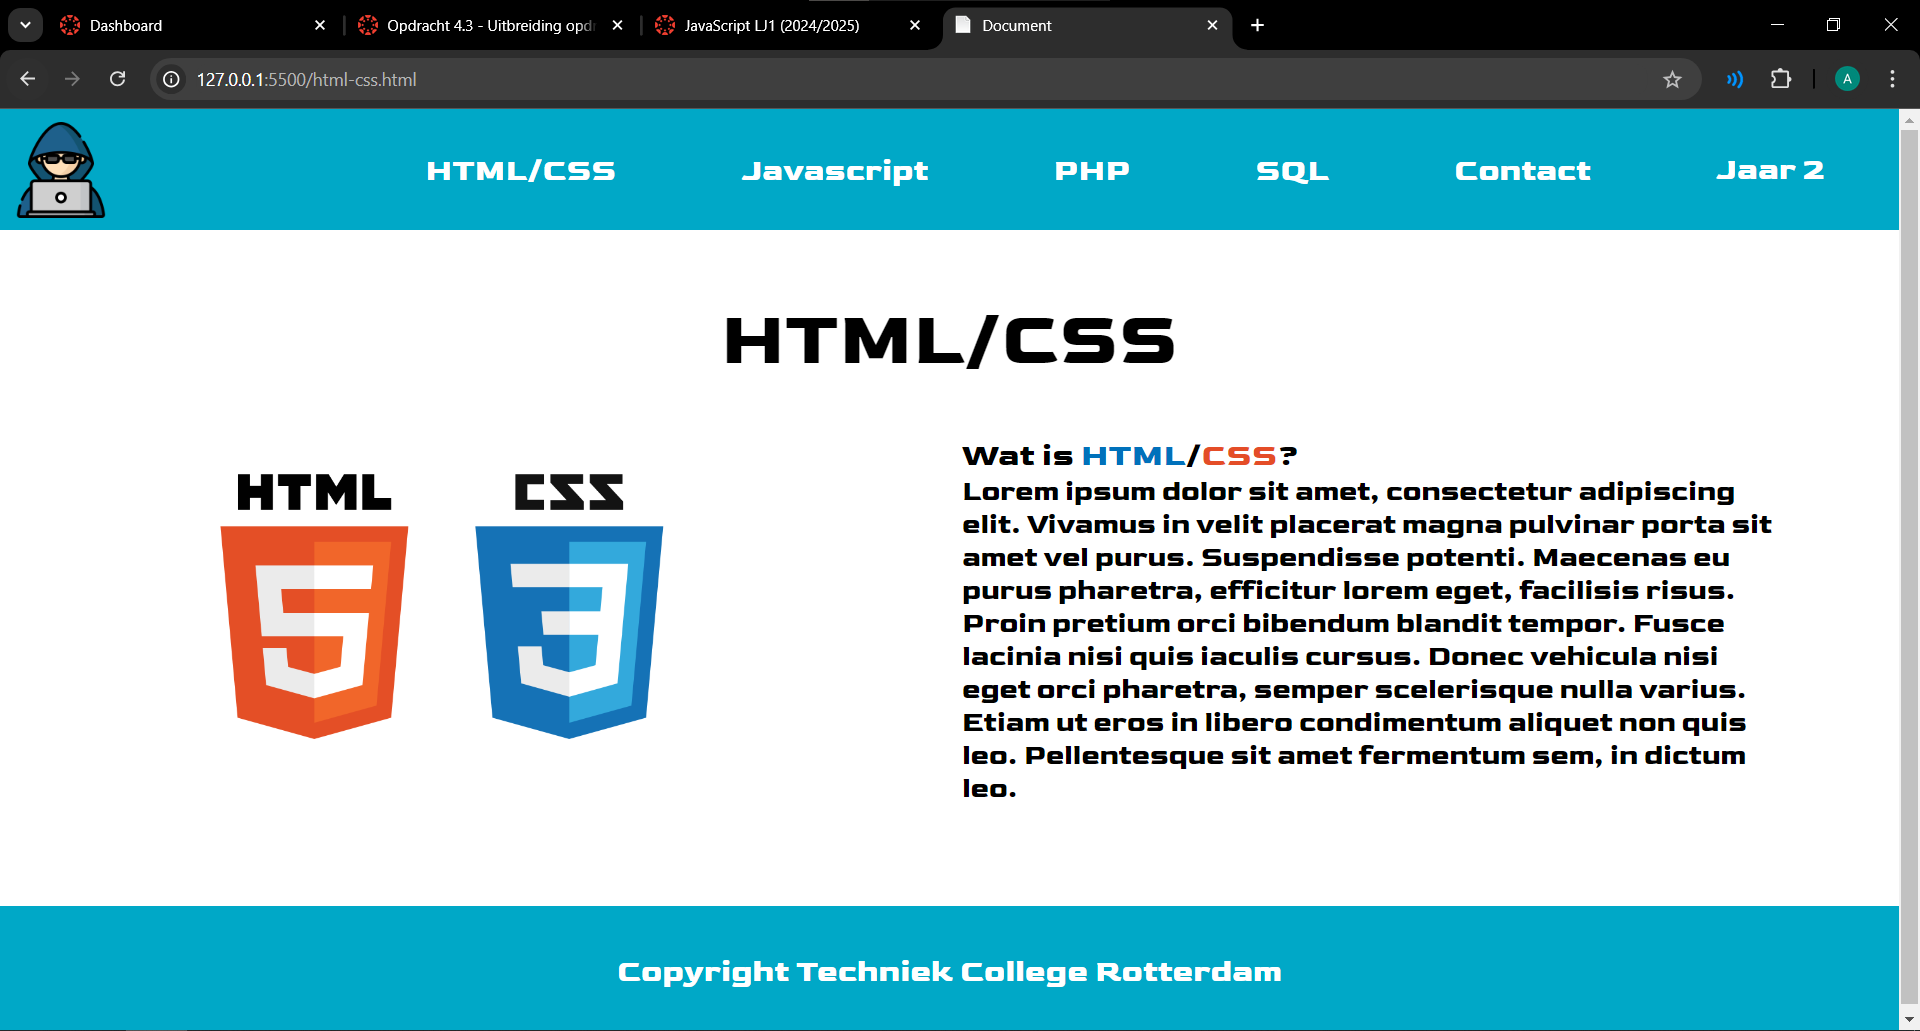 Dashboard
Opdracht 4.3 - Uitbreiding opd
JavaScript LJ1 (2024/2025)
Document
127.0.0.1:5500/html-css.html
A
HTML/CSS
Javascript
PHP
SQL
Contact
Jaar 2
HTML/CSS
HTML
CSS
5
3
Wat is HTML/CSS?
Lorem ipsum dolor sit amet, consectetur adipiscing
elit. Vivamus in velit placerat magna pulvinar porta sit
amet vel purus. Suspendisse potenti. Maecenas eu
purus pharetra, efficitur lorem eget, facilisis risus.
Proin pretium orci bibendum blandit tempor. Fusce
lacinia nisi quis iaculis cursus. Donec vehicula nisi
eget orci pharetra, semper scelerisque nulla varius.
Etiam ut eros in libero condimentum aliquet non quis
leo. Pellentesque sit amet fermentum sem, in dictum
leo.
Copyright Techniek College Rotterdam